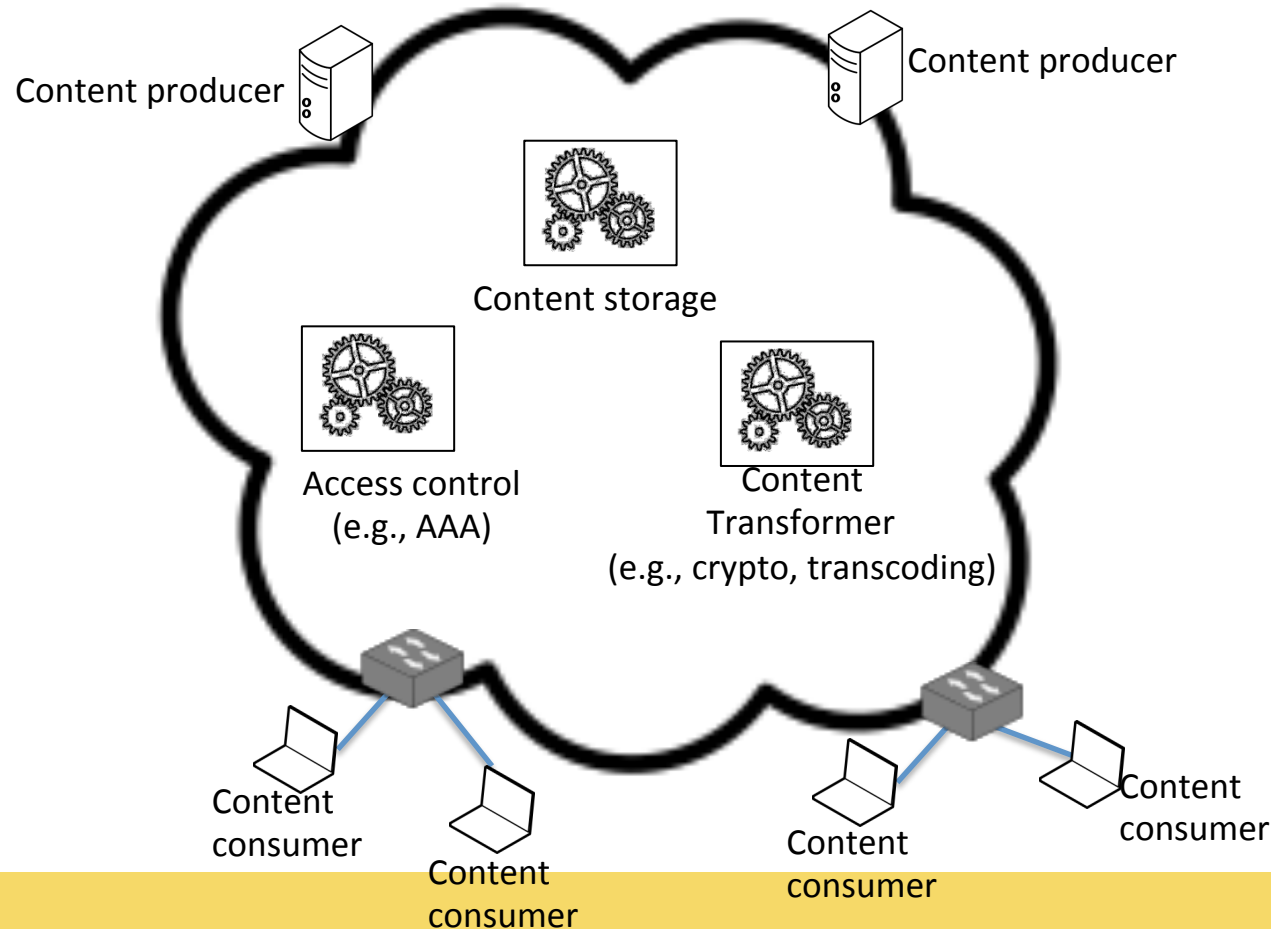 Content producer
Content producer
Content storage
Access control
(e.g., AAA)
Content
Transformer
(e.g., crypto, transcoding)
Content
consumer
Content
consumer
Content
consumer
Content
consumer